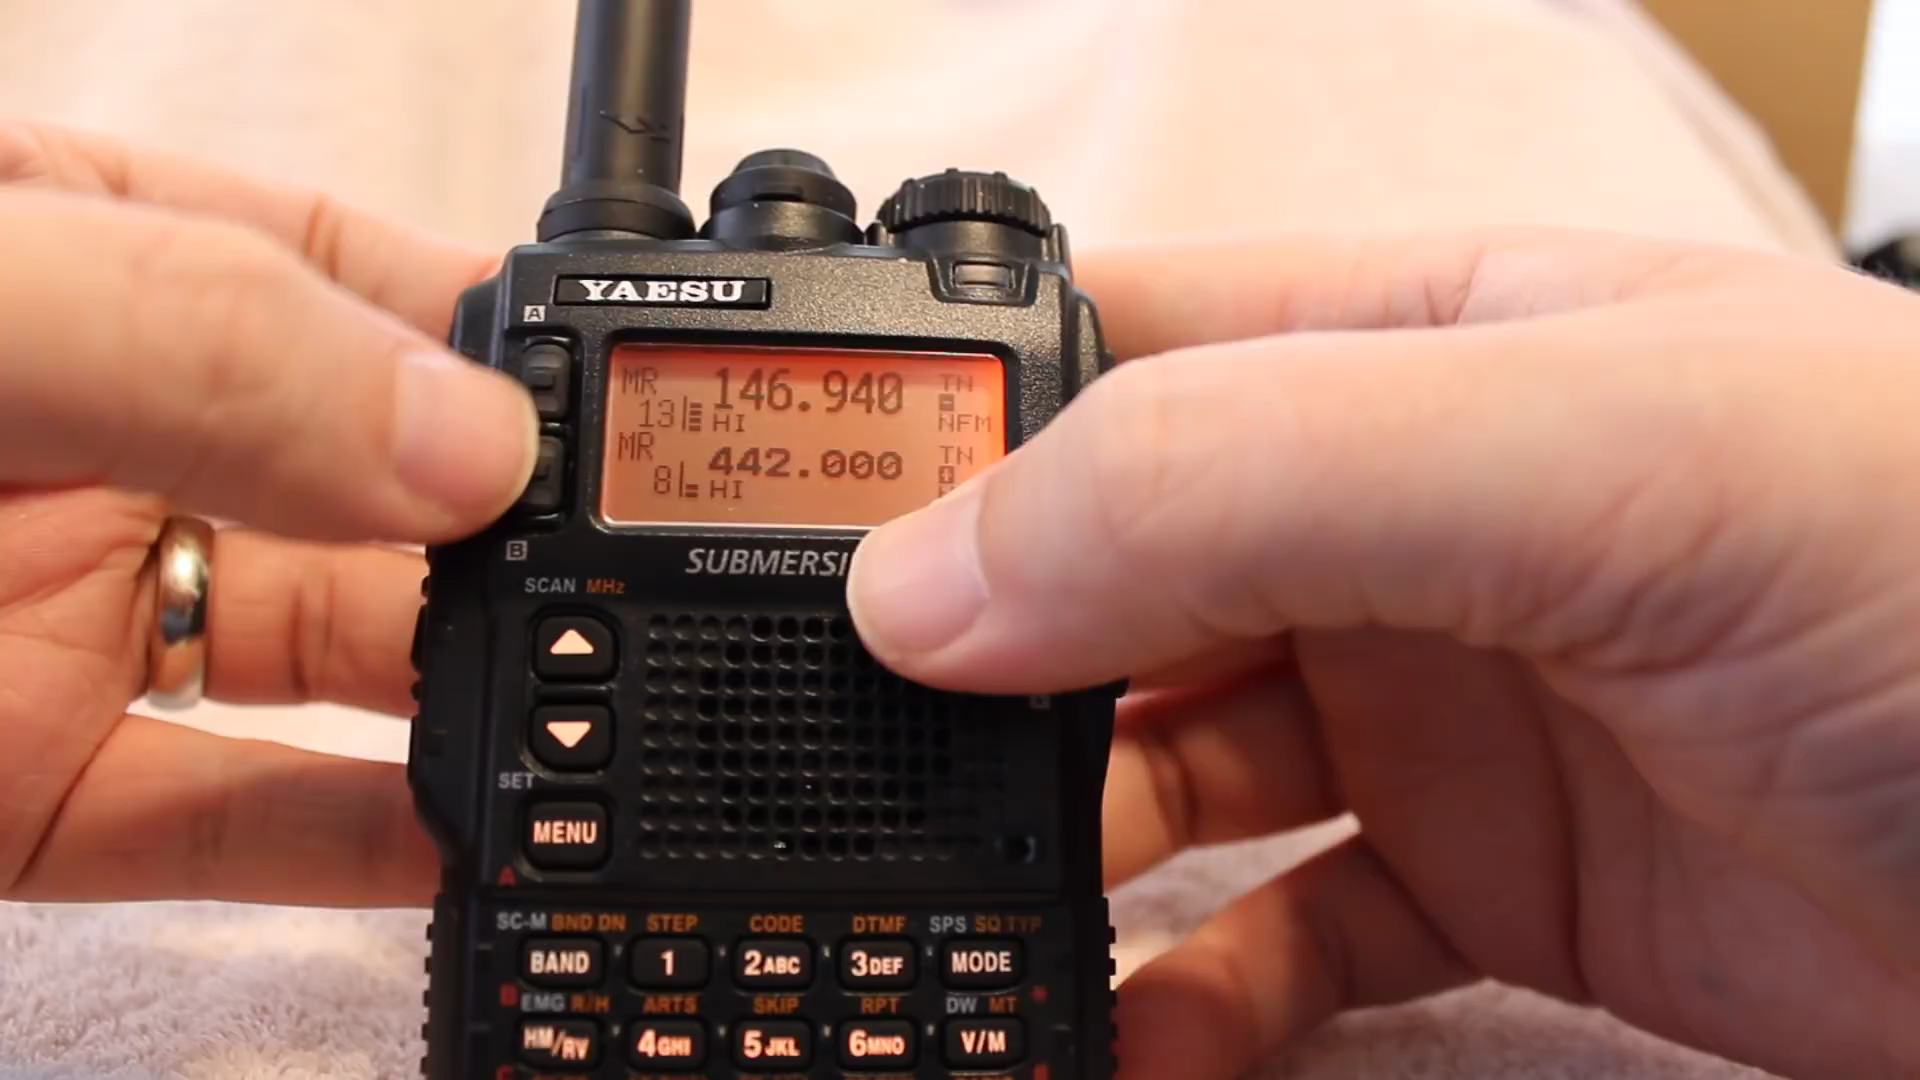 YAESU
A
MR 146.940 TN
13 HI - NFM
MR 442.000 TN
8 HI +
B
SCAN MHz
SET
MENU
A
SC-M BND DN STEP CODE DTMF SPS SQ TYP
BAND 1 2ABC 3DEF MODE
B EMG R/H ARTS SKIP RPT DW MT *
HM/RV 4GHI 5JKL 6MNO V/M